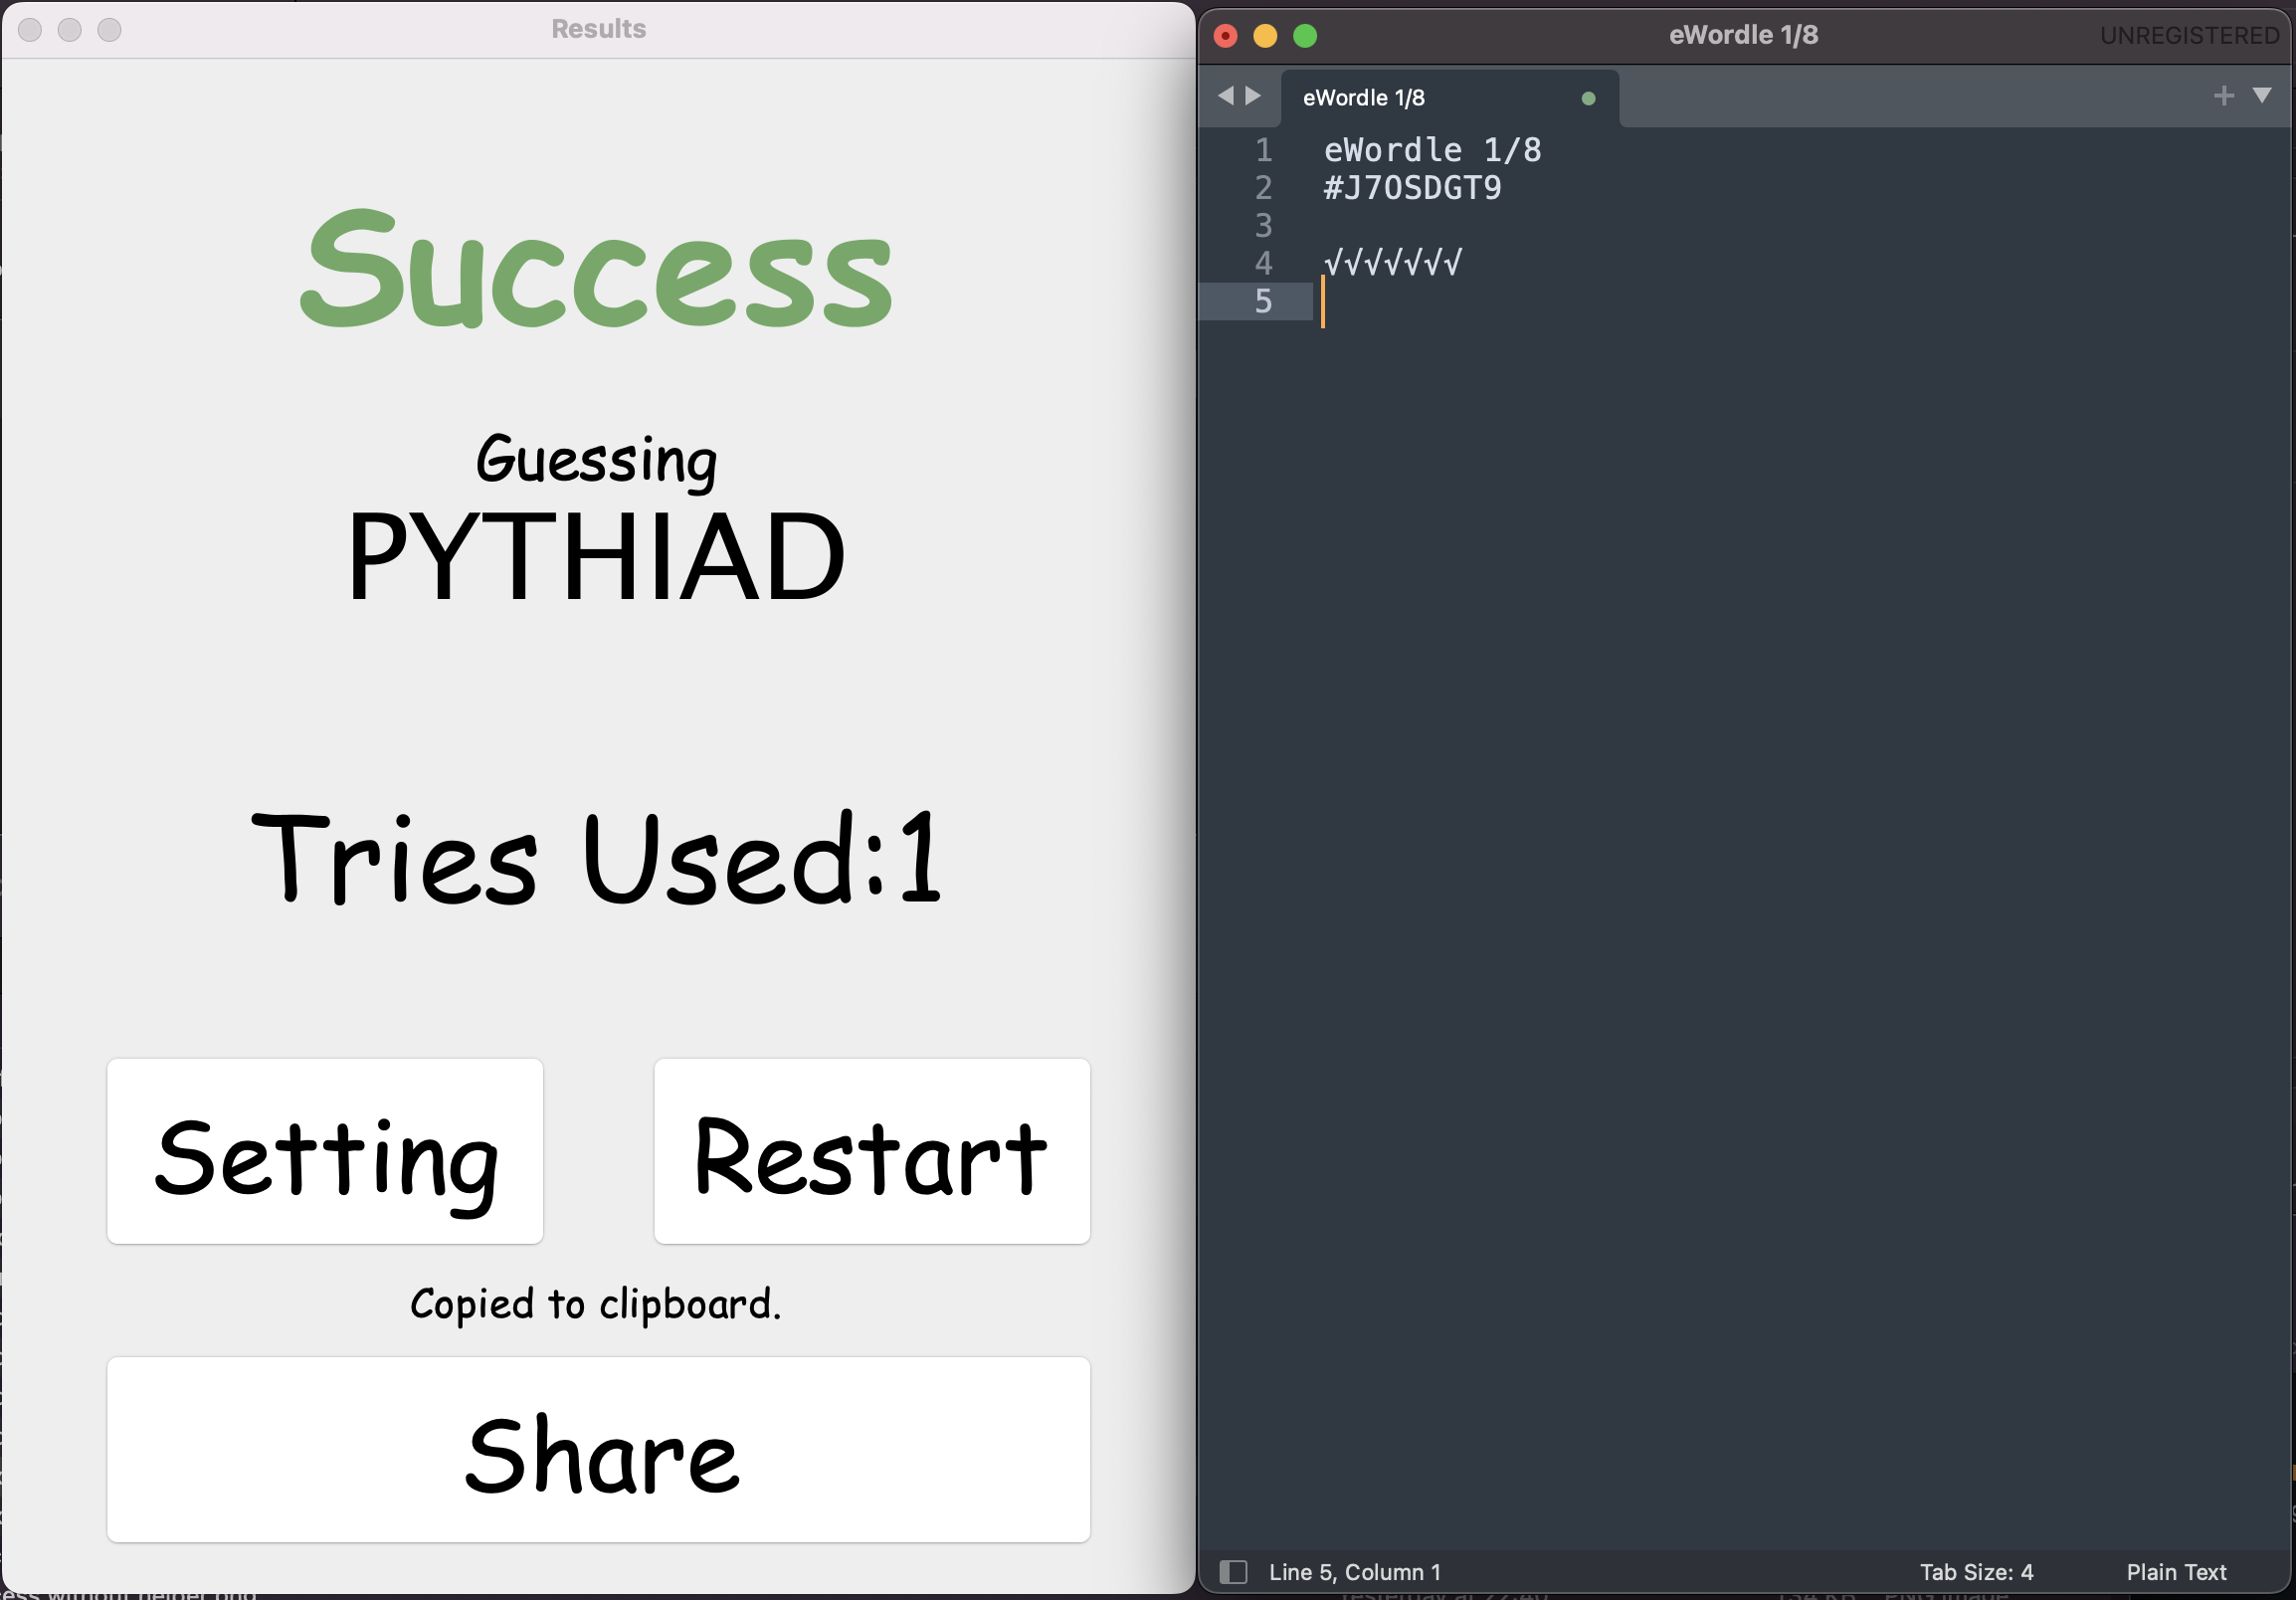 Results
Success
Guessing
PYTHIAD
Tries Used:1
Setting
Restart
Copied to clipboard.
Share
eWordle 1/8
UNREGISTERED
eWordle 1/8
1 eWordle 1/8
2 #J7OSDGT9
3
4 √√√√√√√
5
Line 5, Column 1
Tab Size: 4
Plain Text